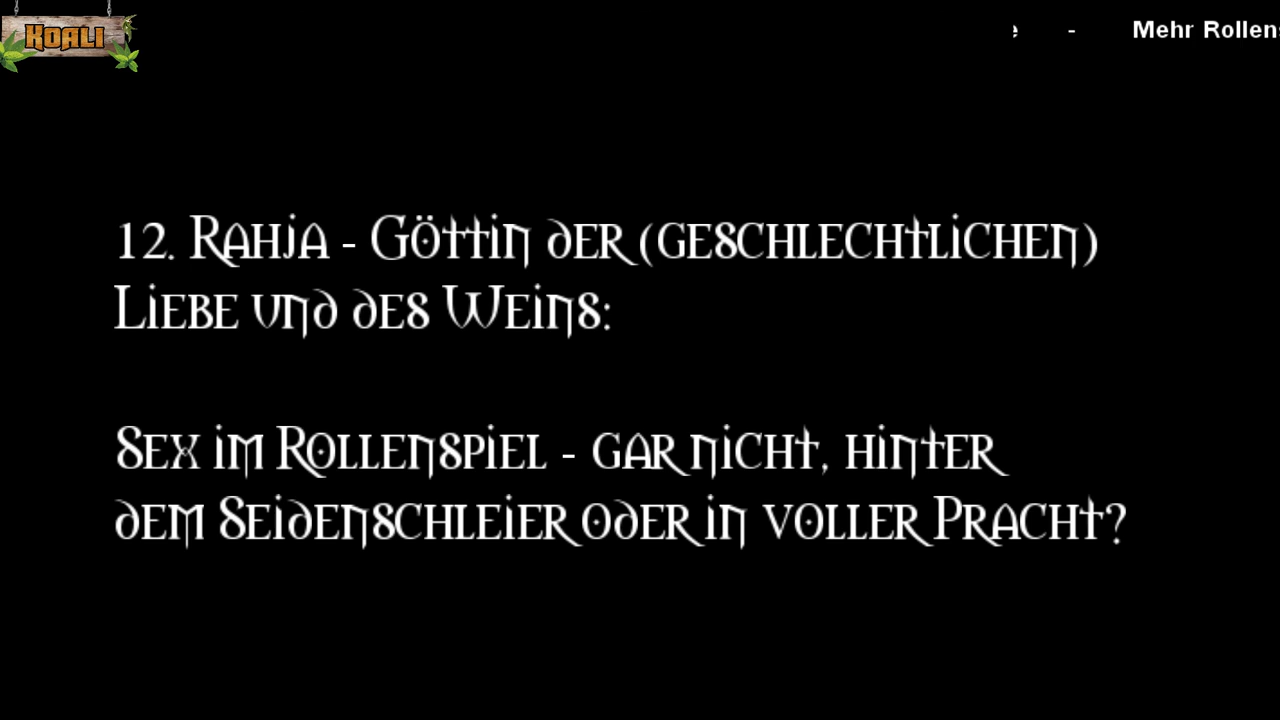 KOALI
e - Mehr Rollens
12. Rahja - Göttin der (geschlechtlichen)
Liebe und des Weins:
Sex im Rollenspiel - gar nicht, hinter
dem Seidenschleier oder in voller Pracht?